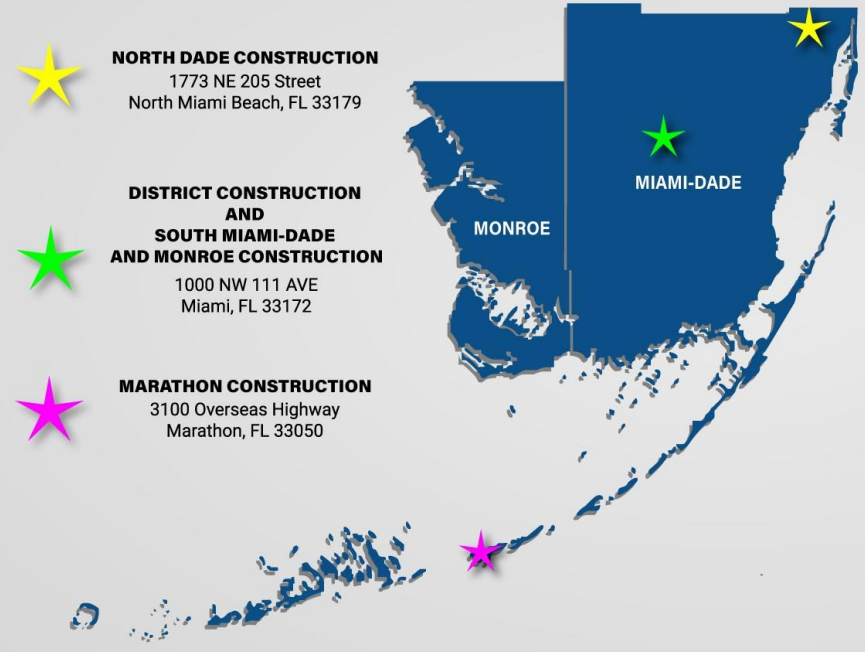 NORTH DADE CONSTRUCTION
1773 NE 205 Street
North Miami Beach, FL 33179
DISTRICT CONSTRUCTION
AND
SOUTH MIAMI-DADE
AND MONROE CONSTRUCTION
1000 NW 111 AVE
Miami, FL 33172
MARATHON CONSTRUCTION
3100 Overseas Highway
Marathon, FL 33050
MIAMI-DADE
MONROE